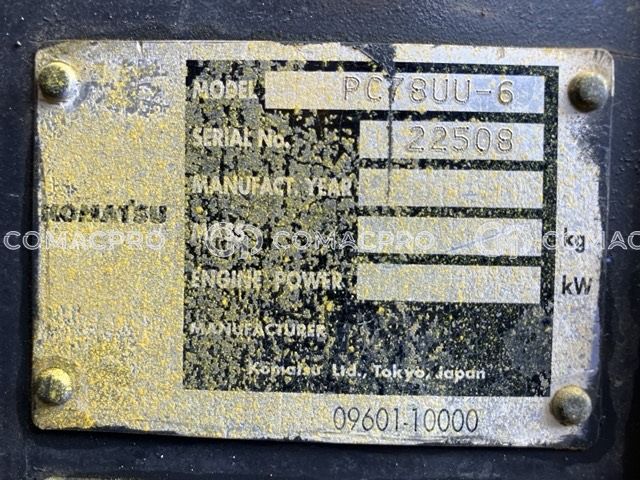 MODEL PC78UU-6
SERIAL No. 22508
MANUFACT YEAR
KOMATSU
COMACPRO COMACPRO COMAC
M kg
ENGINE POWER kW
MANUFACTURER
Komatsu Ltd., Tokyo, Japan
09601-10000